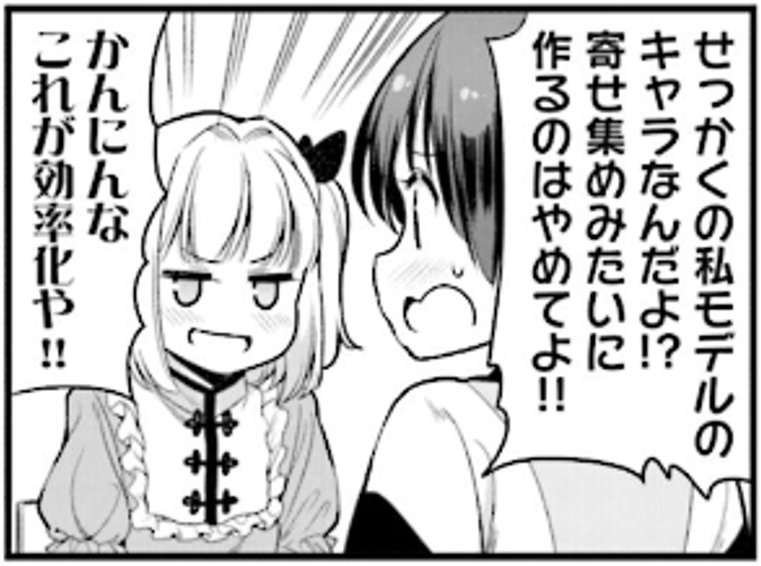 せっかくの私モデルの
キャラなんだよ!?
寄せ集めみたいに
作るのはやめてよ!!
かんにんな
これが効率化や!!